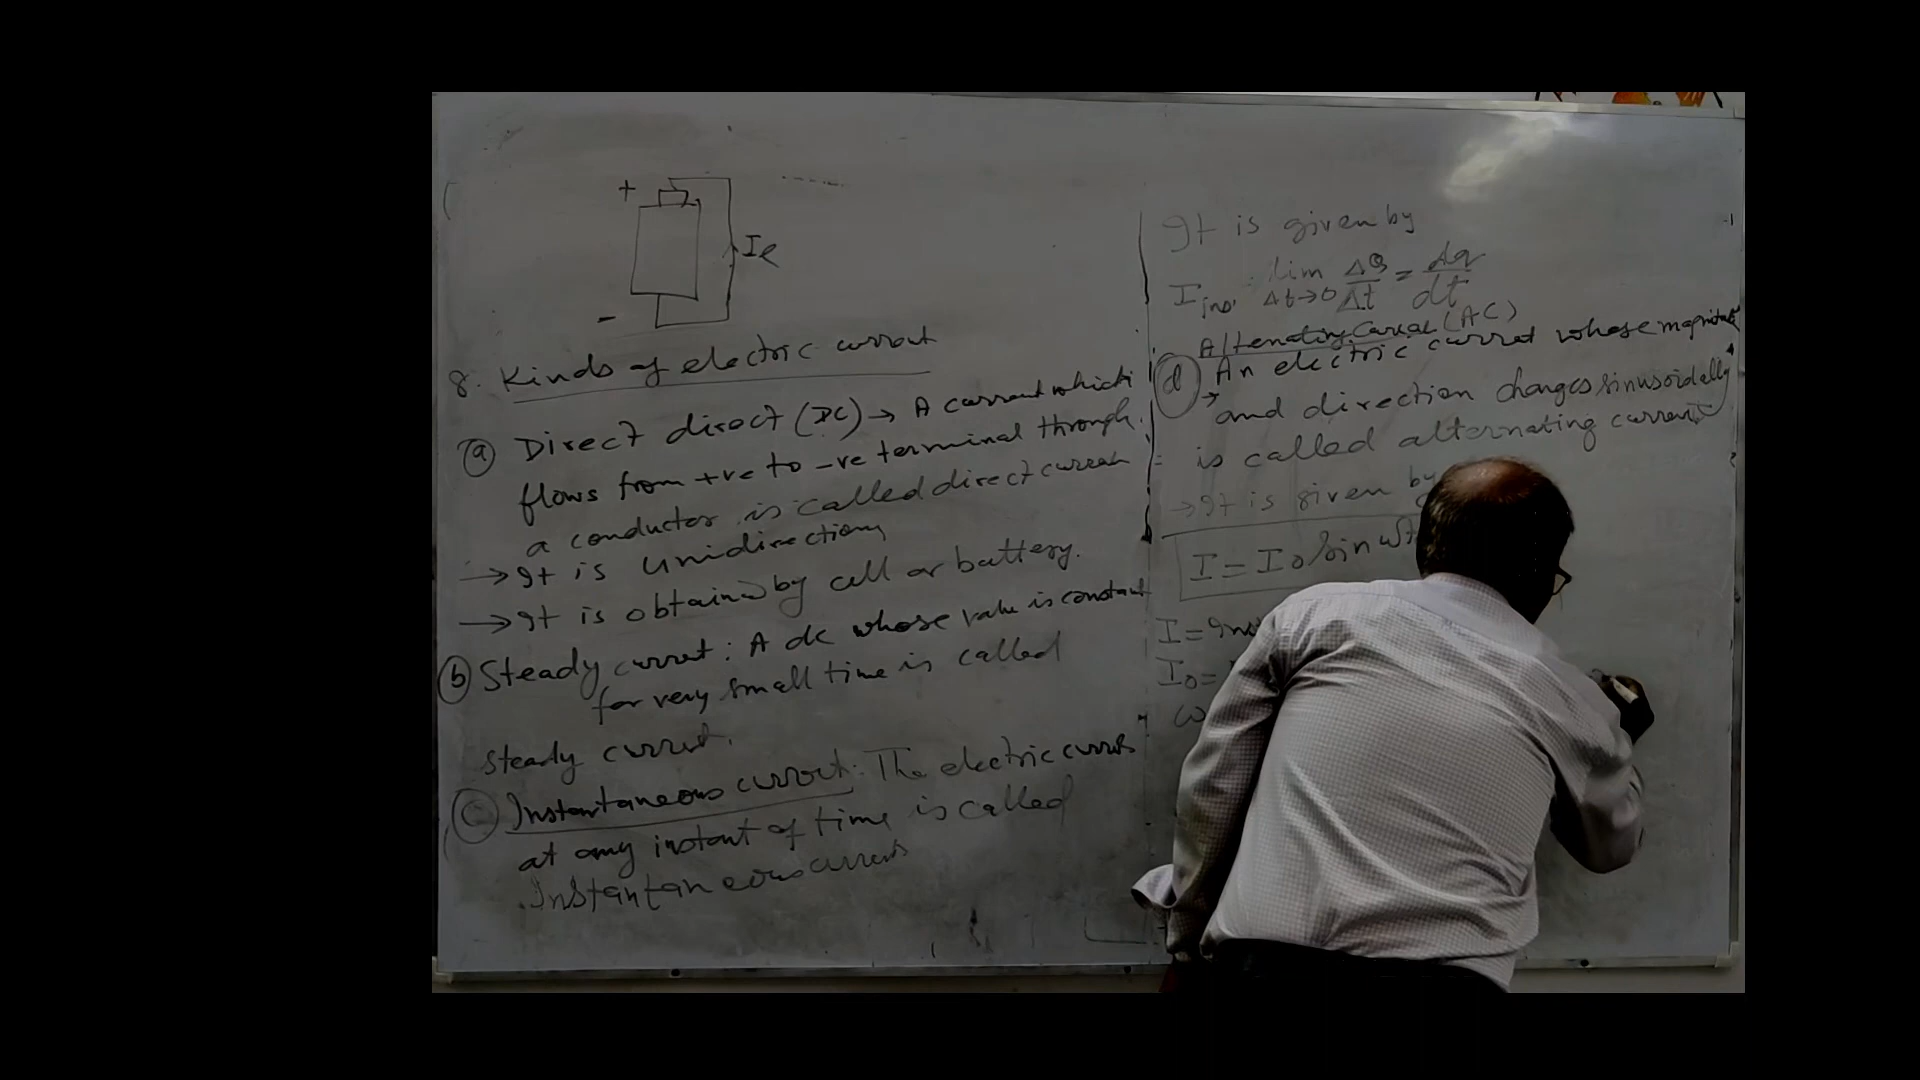 +
Ie
-
8. Kinds of electric current
(a) Direct direct (DC) → A current which
flows from +ve to -ve terminal through
a conductor is called direct current
→ It is unidirection
→ It is obtained by cell or battery.
(b) Steady current: A dc whose value is constant
for very small time is called
steady current.
(c) Instantaneous current: The electric current
at any instant of time is called
Instantaneous current
It is given by
I ins. lim Δt→0 ΔQ/Δt = dq/dt
Alternating Current (AC)
(d) An electric current whose magnitude
→ and direction changes sinusoidally
is called alternating current
→ It is given by
I = I0 sin ωt
I =
I0 =
ω